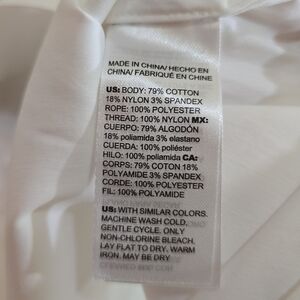 MADE IN CHINA/ HECHO EN
CHINA/ FABRIQUÉ EN CHINE
US: BODY: 79% COTTON
18% NYLON 3% SPANDEX
ROPE: 100% POLYESTER
THREAD: 100% NYLON MX:
CUERPO: 79% ALGODÓN
18% poliamida 3% elastano
CUERDA: 100% poliéster
HILO: 100% poliamida CA:
CORPS: 79% COTON 18%
POLYAMIDE 3% SPANDEX
CORDE: 100% POLYESTER
FIL: 100% POLYAMIDE
US: WITH SIMILAR COLORS.
MACHINE WASH COLD.
GENTLE CYCLE. ONLY
NON-CHLORINE BLEACH.
LAY FLAT TO DRY. WARM
IRON. MAY BE DRY